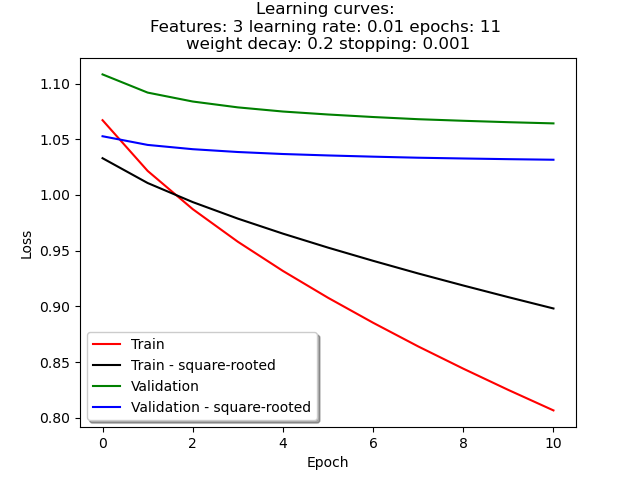 Learning curves:
Features: 3 learning rate: 0.01 epochs: 11
weight decay: 0.2 stopping: 0.001
1.10
1.05
1.00
0.95
0.90
0.85
0.80
Loss
Train
Train - square-rooted
Validation
Validation - square-rooted
0 2 4 6 8 10
Epoch